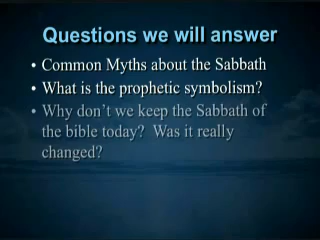 Questions we will answer
• Common Myths about the Sabbath
• What is the prophetic symbolism?
• Why don't we keep the Sabbath of
the bible today? Was it really
changed?